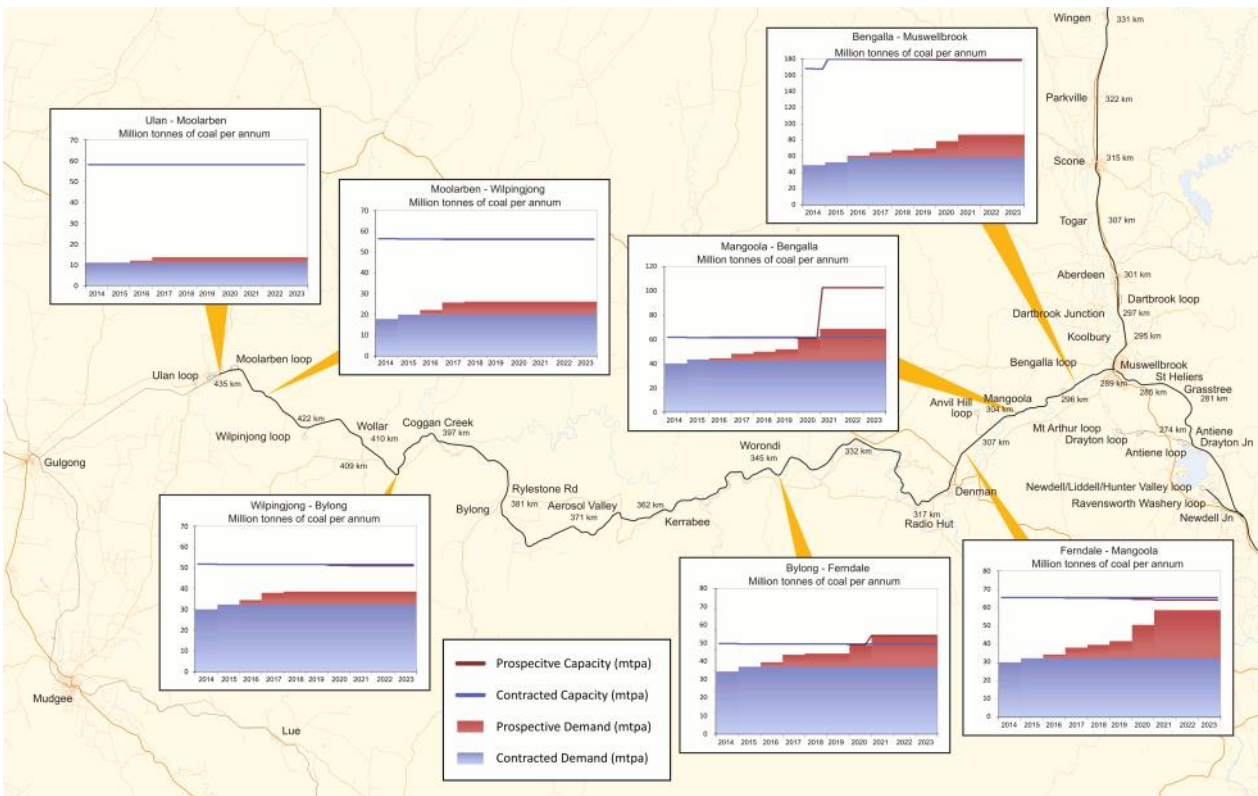 Wingen
331 km
Parkville
322 km
Scone
315 km
Togar
307 km
Aberdeen
301 km
Dartbrook loop
Dartbrook Junction
297 km
Koolbury
295 km
Bengalla loop
Muswellbrook
289 km
St Heliers
285 km
Grasstree
281 km
Mangoola
296 km
304 km
Anvil Hill
loop
307 km
Mt Arthur loop
Drayton loop
274 km
Antiene
Drayton Jn
Antiene loop
Newdell/Liddell/Hunter Valley loop
Ravensworth Washery loop
Newdell Jn
Denman
317 km
Radio Hut
332 km
Worondi
345 km
Kerrabee
362 km
Aerosol Valley
371 km
Rylestone Rd
381 km
Bylong
Coggan Creek
397 km
Wollar
410 km
409 km
Wilpinjong loop
422 km
Moolarben loop
Ulan loop
435 km
Gulgong
Mudgee
Lue
Ulan - Moolarben
Million tonnes of coal per annum
70
60
50
40
30
20
10
0
2014 2015 2016 2017 2018 2019 2020 2021 2022 2023
Moolarben - Wilpingjong
Million tonnes of coal per annum
70
60
50
40
30
20
10
0
2014 2015 2016 2017 2018 2019 2020 2021 2022 2023
Bengalla - Muswellbrook
Million tonnes of coal per annum
180
160
140
120
100
80
60
40
20
0
2014 2015 2016 2017 2018 2019 2020 2021 2022 2023
Mangoola - Bengalla
Million tonnes of coal per annum
120
100
80
60
40
20
0
2014 2015 2016 2017 2018 2019 2020 2021 2022 2023
Wilpingjong - Bylong
Million tonnes of coal per annum
70
60
50
40
30
20
10
0
2014 2015 2016 2017 2018 2019 2020 2021 2022 2023
Bylong - Ferndale
Million tonnes of coal per annum
80
70
60
50
40
30
20
10
0
2014 2015 2016 2017 2018 2019 2020 2021 2022 2023
Ferndale - Mangoola
Million tonnes of coal per annum
80
70
60
50
40
30
20
10
0
2014 2015 2016 2017 2018 2019 2020 2021 2022 2023
Prospecitve Capacity (mtpa)
Contracted Capacity (mtpa)
Prospective Demand (mtpa)
Contracted Demand (mtpa)